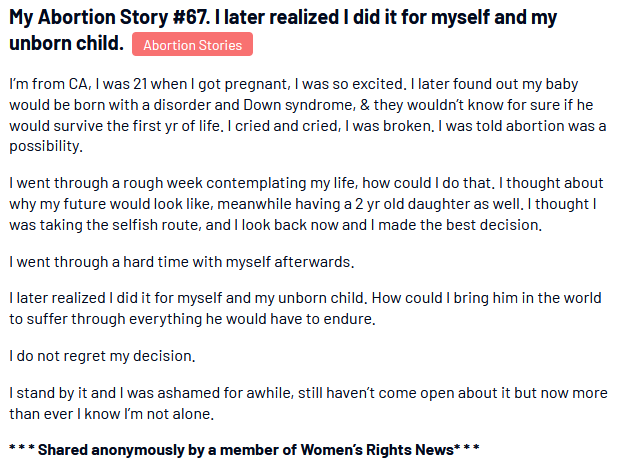 My Abortion Story #67. I later realized I did it for myself and my
unborn child. Abortion Stories
I'm from CA, I was 21 when I got pregnant, I was so excited. I later found out my baby
would be born with a disorder and Down syndrome, & they wouldn't know for sure if he
would survive the first yr of life. I cried and cried, I was broken. I was told abortion was a
possibility.
I went through a rough week contemplating my life, how could I do that. I thought about
why my future would look like, meanwhile having a 2 yr old daughter as well. I thought I
was taking the selfish route, and I look back now and I made the best decision.
I went through a hard time with myself afterwards.
I later realized I did it for myself and my unborn child. How could I bring him in the world
to suffer through everything he would have to endure.
I do not regret my decision.
I stand by it and I was ashamed for awhile, still haven't come open about it but now more
than ever I know I'm not alone.
* * * Shared anonymously by a member of Women's Rights News* * *